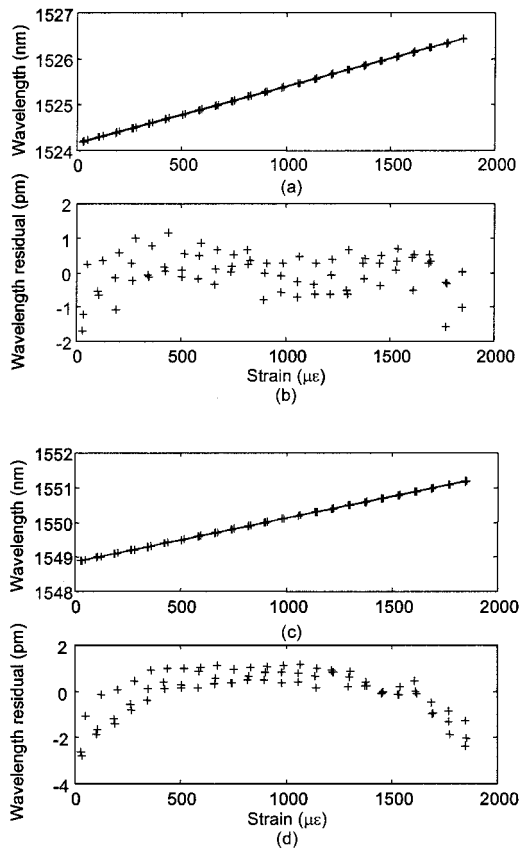 1527
1526
1525
1524
Wavelength (nm)
0 500 1000 1500 2000
(a)
2
1
0
-1
-2
Wavelength residual (pm)
0 500 1000 1500 2000
Strain (με)
(b)
1552
1551
1550
1549
1548
Wavelength (nm)
0 500 1000 1500 2000
(c)
2
0
-2
-4
Wavelength residual (pm)
0 500 1000 1500 2000
Strain (με)
(d)